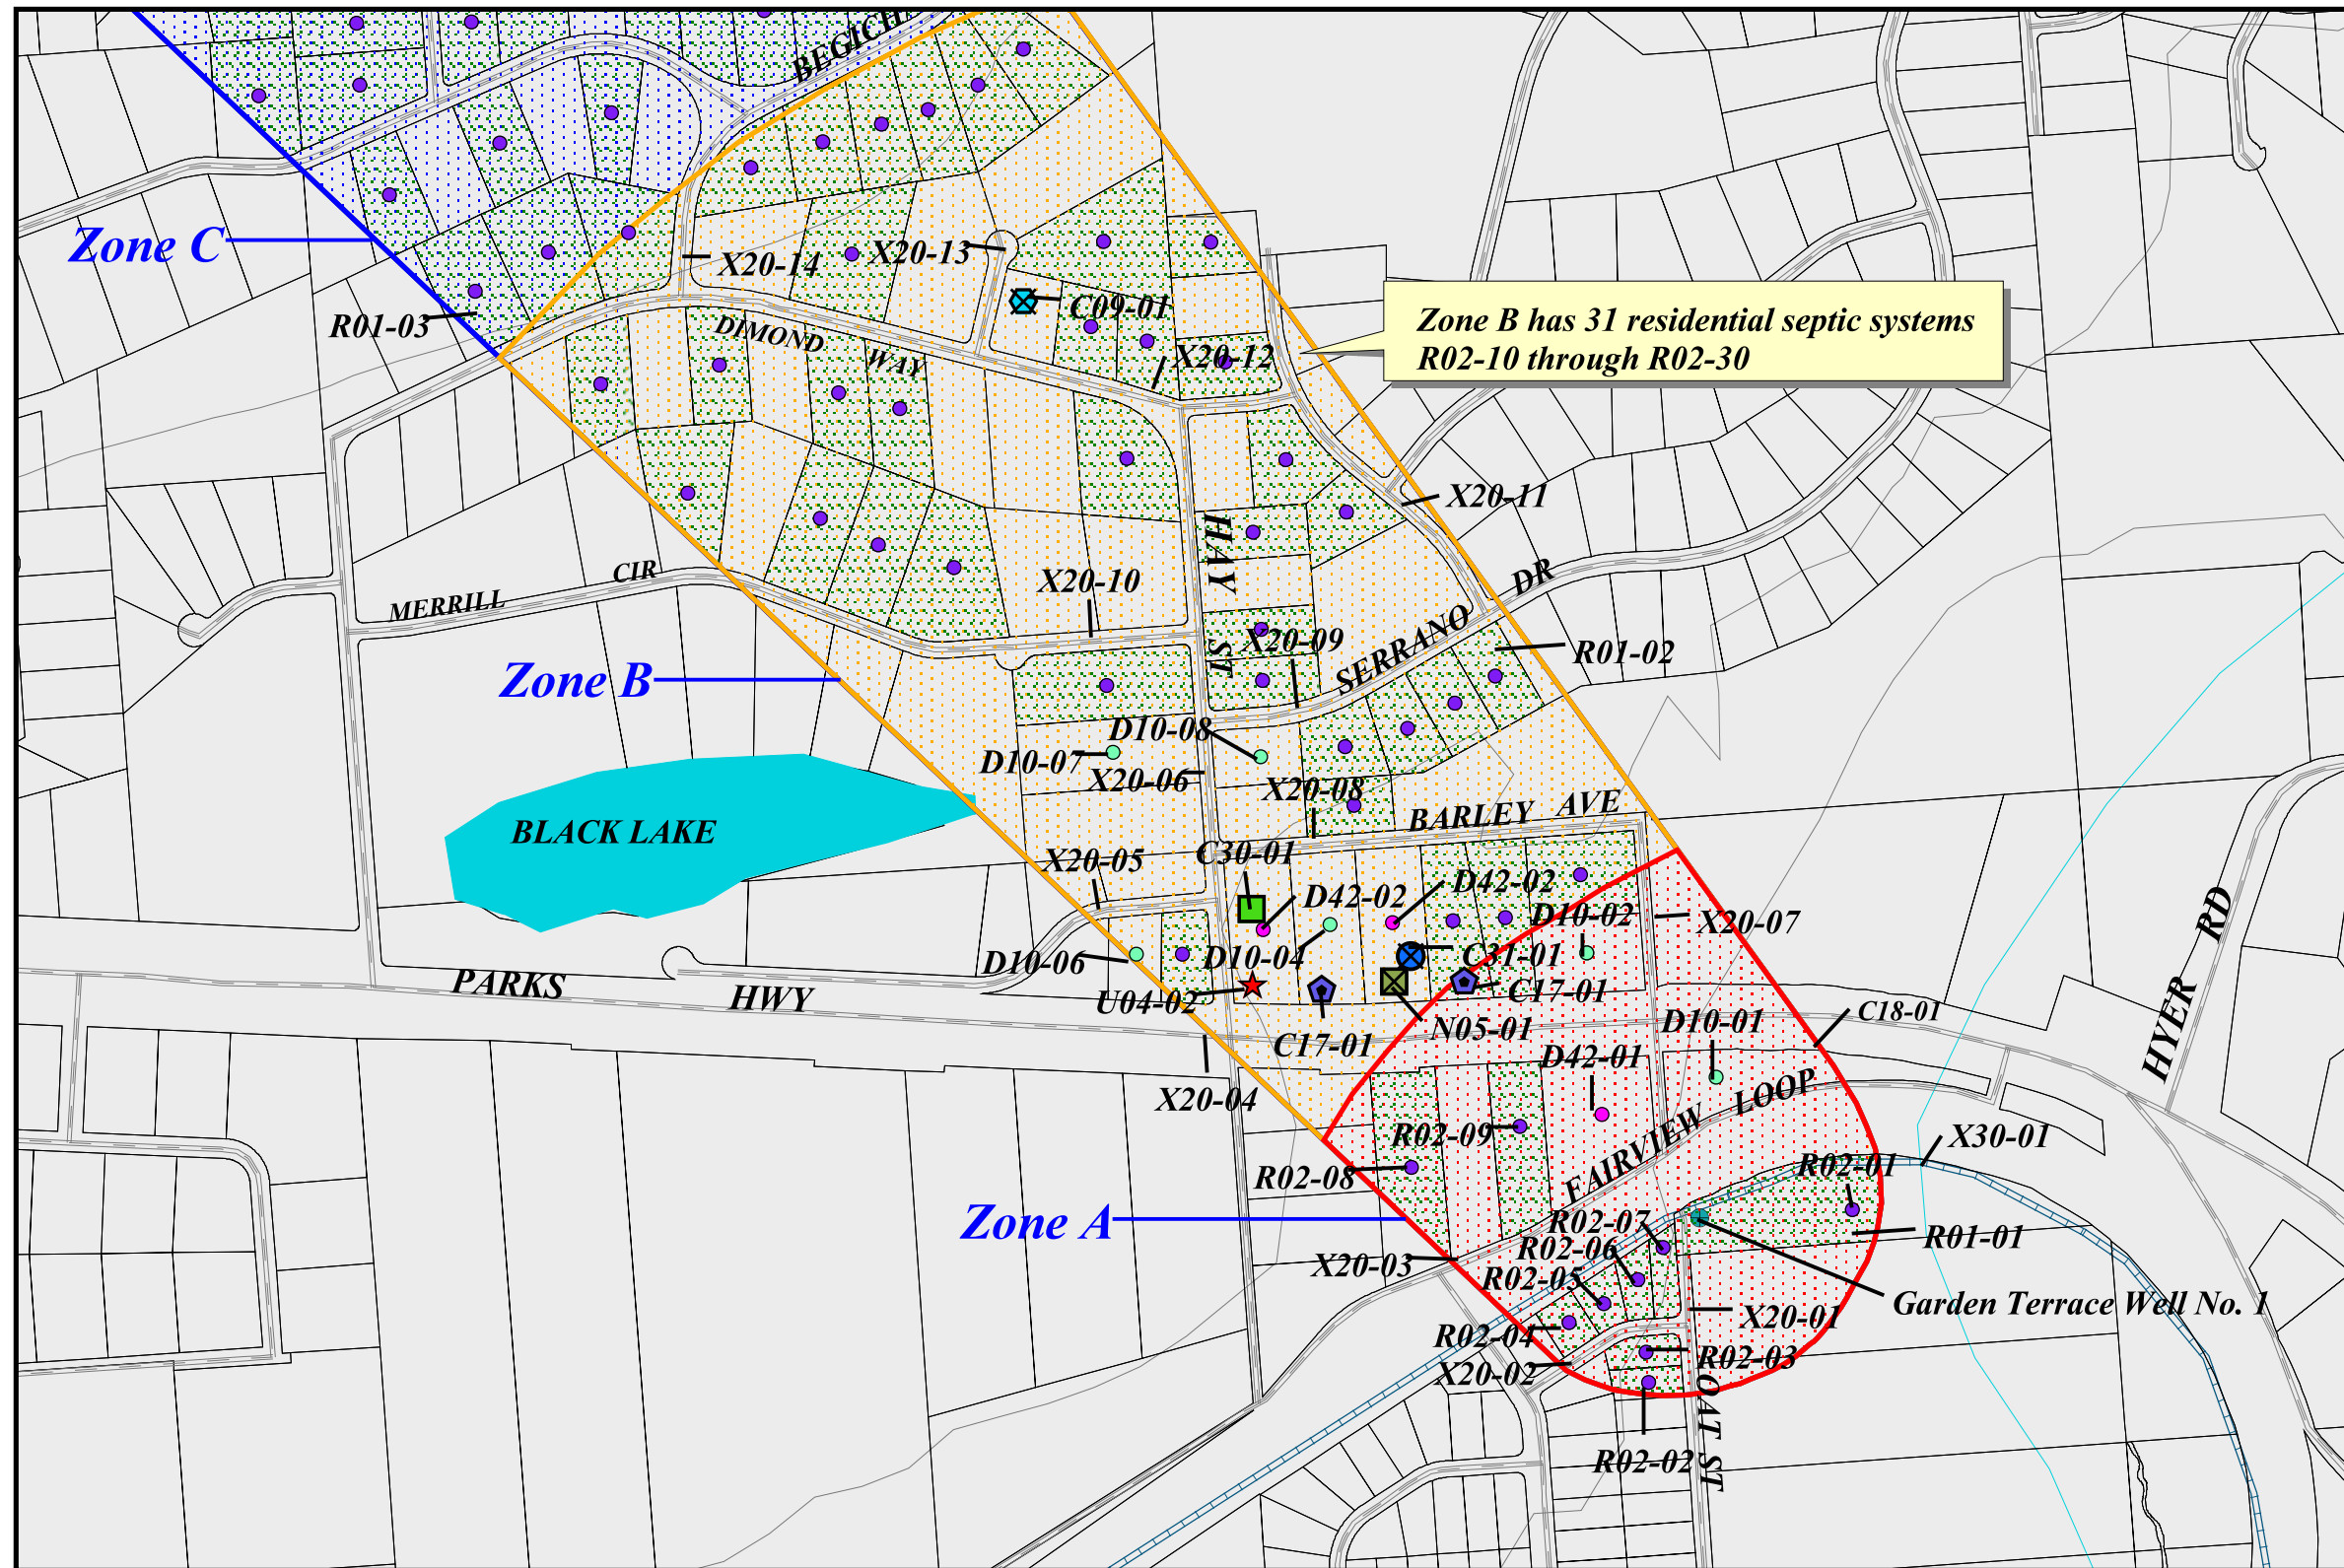 BEGICH
Zone C
X20-14
X20-13
C09-01
R01-03
DIMOND
WAY
X20-12
Zone B has 31 residential septic systems
R02-10 through R02-30
X20-11
HAY
ST
MERRILL
CIR
X20-10
X20-09
SERRANO
DR
R01-02
Zone B
D10-08
D10-07
X20-06
X20-08
BARLEY
AVE
BLACK LAKE
X20-05
C30-01
D42-02
D42-02
D10-02
X20-07
HYER
RD
D10-06
D10-04
C31-01
PARKS
HWY
U04-02
C17-01
N05-01
C17-01
D10-01
C18-01
D42-01
X20-04
FAIRVIEW
LOOP
R02-09
R02-08
X30-01
R02-01
Zone A
R02-07
R02-06
R02-05
R01-01
X20-03
Garden Terrace Well No. 1
X20-01
R02-04
R02-03
X20-02
OAT ST
R02-02